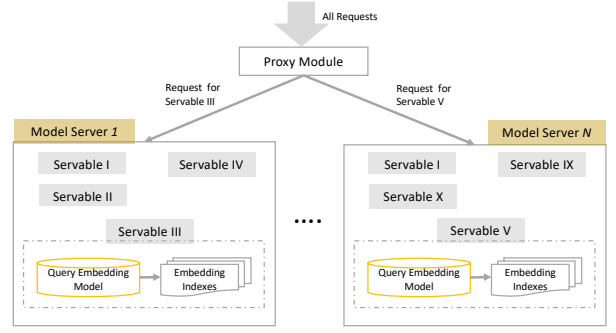 All Requests
Proxy Module
Request for
Servable III
Request for
Servable V
Model Server 1
Servable I
Servable IV
Servable II
Servable III
Query Embedding
Model
Embedding
Indexes
....
Model Server N
Servable I
Servable IX
Servable X
Servable V
Query Embedding
Model
Embedding
Indexes